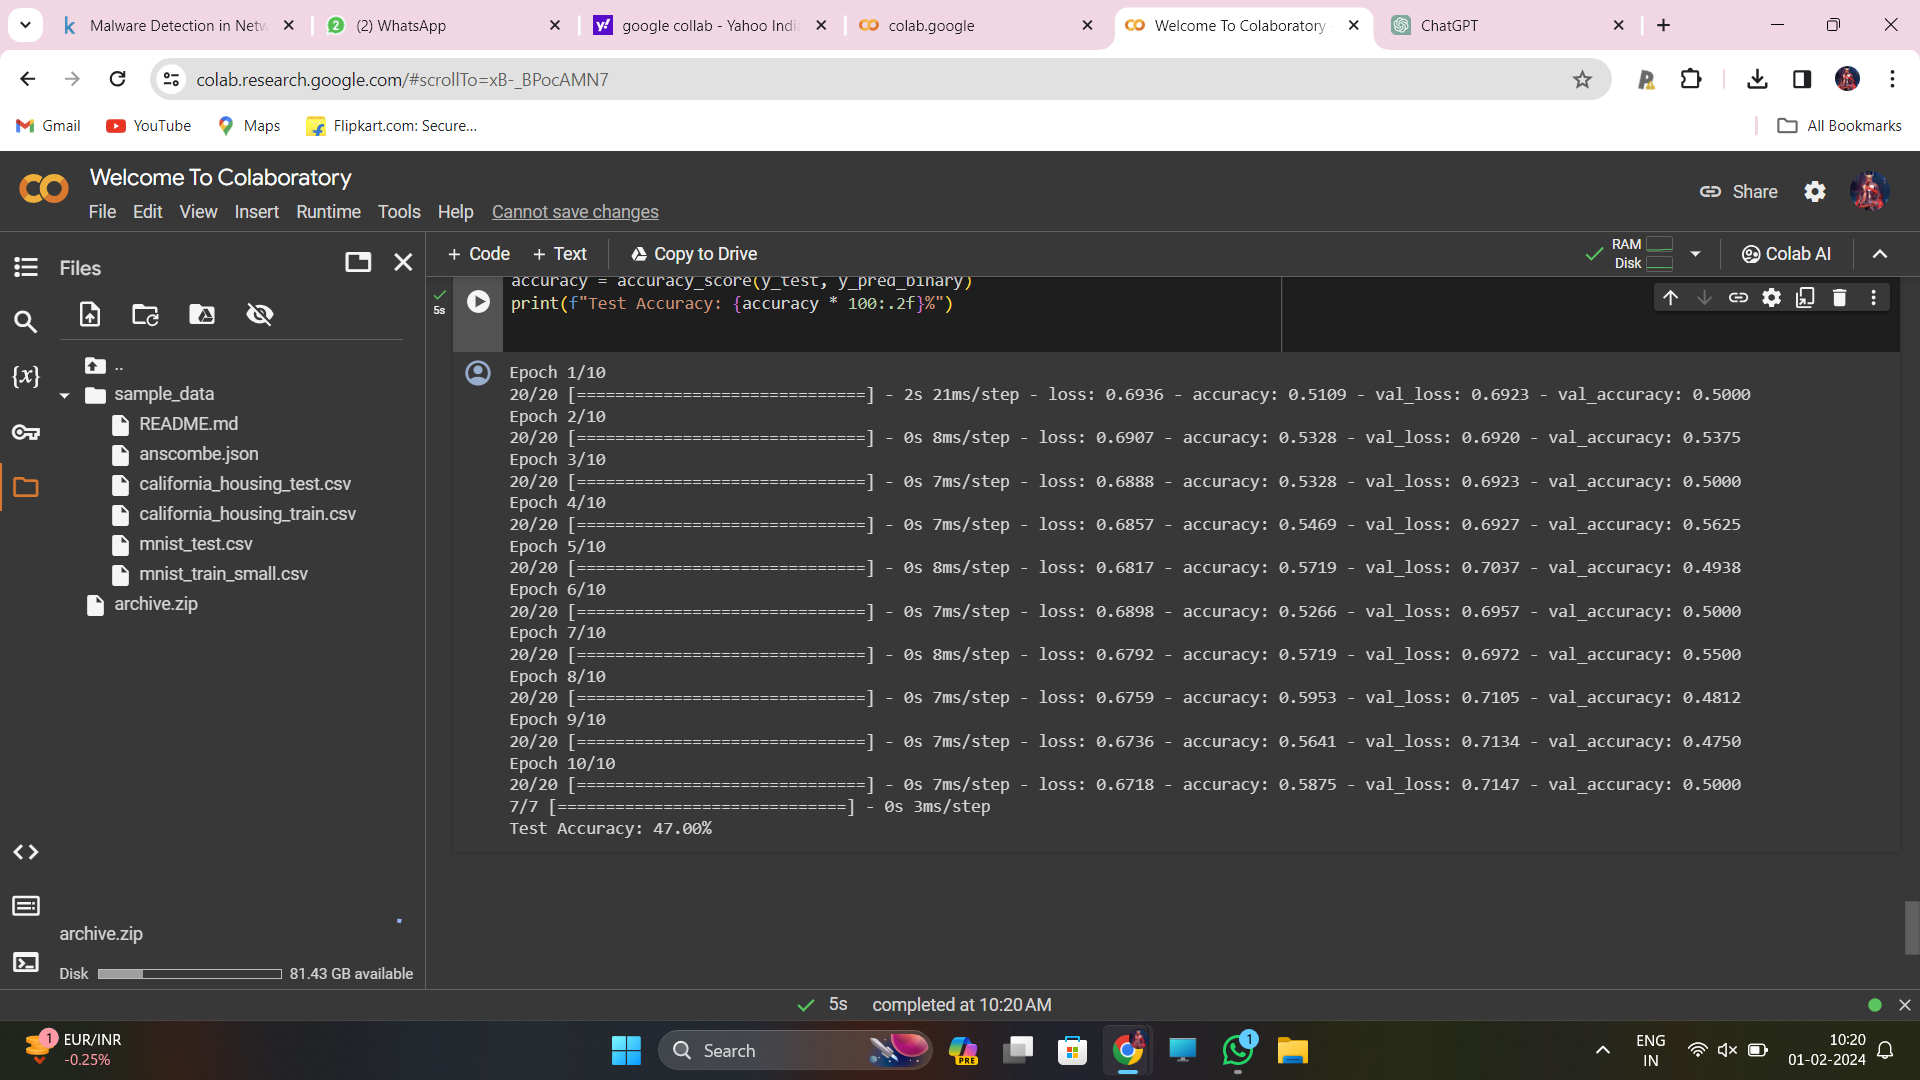 Malware Detection in Netw
(2) WhatsApp
google collab - Yahoo Indi
colab.google
Welcome To Colaboratory
ChatGPT
colab.research.google.com/#scrollTo=xB-_BPocAMN7
Gmail
YouTube
Maps
Flipkart.com: Secure...
All Bookmarks
Welcome To Colaboratory
File Edit View Insert Runtime Tools Help Cannot save changes
Share
Files
+ Code + Text Copy to Drive
RAM
Disk
Colab AI
..
sample_data
README.md
anscombe.json
california_housing_test.csv
california_housing_train.csv
mnist_test.csv
mnist_train_small.csv
archive.zip
archive.zip
Disk 81.43 GB available
5s
accuracy = accuracy_score(y_test, y_pred_binary)
print(f"Test Accuracy: {accuracy * 100:.2f}%")
Epoch 1/10
20/20 [==============================] - 2s 21ms/step - loss: 0.6936 - accuracy: 0.5109 - val_loss: 0.6923 - val_accuracy: 0.5000
Epoch 2/10
20/20 [==============================] - 0s 8ms/step - loss: 0.6907 - accuracy: 0.5328 - val_loss: 0.6920 - val_accuracy: 0.5375
Epoch 3/10
20/20 [==============================] - 0s 7ms/step - loss: 0.6888 - accuracy: 0.5328 - val_loss: 0.6923 - val_accuracy: 0.5000
Epoch 4/10
20/20 [==============================] - 0s 7ms/step - loss: 0.6857 - accuracy: 0.5469 - val_loss: 0.6927 - val_accuracy: 0.5625
Epoch 5/10
20/20 [==============================] - 0s 8ms/step - loss: 0.6817 - accuracy: 0.5719 - val_loss: 0.7037 - val_accuracy: 0.4938
Epoch 6/10
20/20 [==============================] - 0s 7ms/step - loss: 0.6898 - accuracy: 0.5266 - val_loss: 0.6957 - val_accuracy: 0.5000
Epoch 7/10
20/20 [==============================] - 0s 8ms/step - loss: 0.6792 - accuracy: 0.5719 - val_loss: 0.6972 - val_accuracy: 0.5500
Epoch 8/10
20/20 [==============================] - 0s 7ms/step - loss: 0.6759 - accuracy: 0.5953 - val_loss: 0.7105 - val_accuracy: 0.4812
Epoch 9/10
20/20 [==============================] - 0s 7ms/step - loss: 0.6736 - accuracy: 0.5641 - val_loss: 0.7134 - val_accuracy: 0.4750
Epoch 10/10
20/20 [==============================] - 0s 7ms/step - loss: 0.6718 - accuracy: 0.5875 - val_loss: 0.7147 - val_accuracy: 0.5000
7/7 [==============================] - 0s 3ms/step
Test Accuracy: 47.00%
5s completed at 10:20 AM
1
EUR/INR
-0.25%
Search
PRE
1
ENG
IN
10:20
01-02-2024